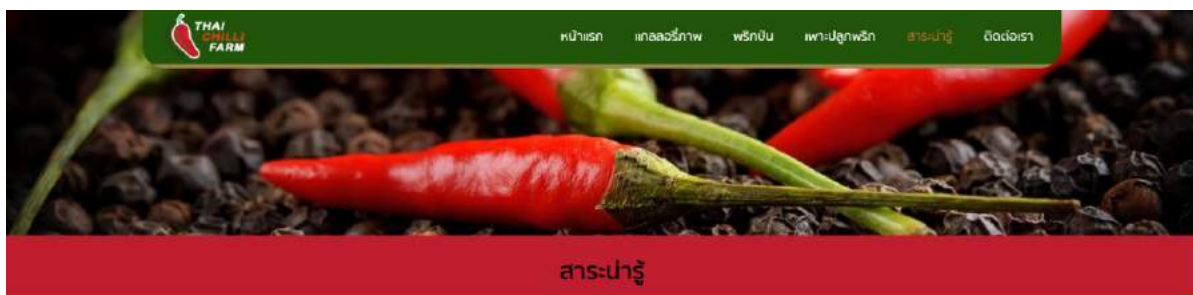 THAI
CHILLI
FARM
หน้าแรก แกลลอรี่ภาพ พริกป่น เพาะปลูกพริก สาระน่ารู้ ติดต่อเรา
สาระน่ารู้